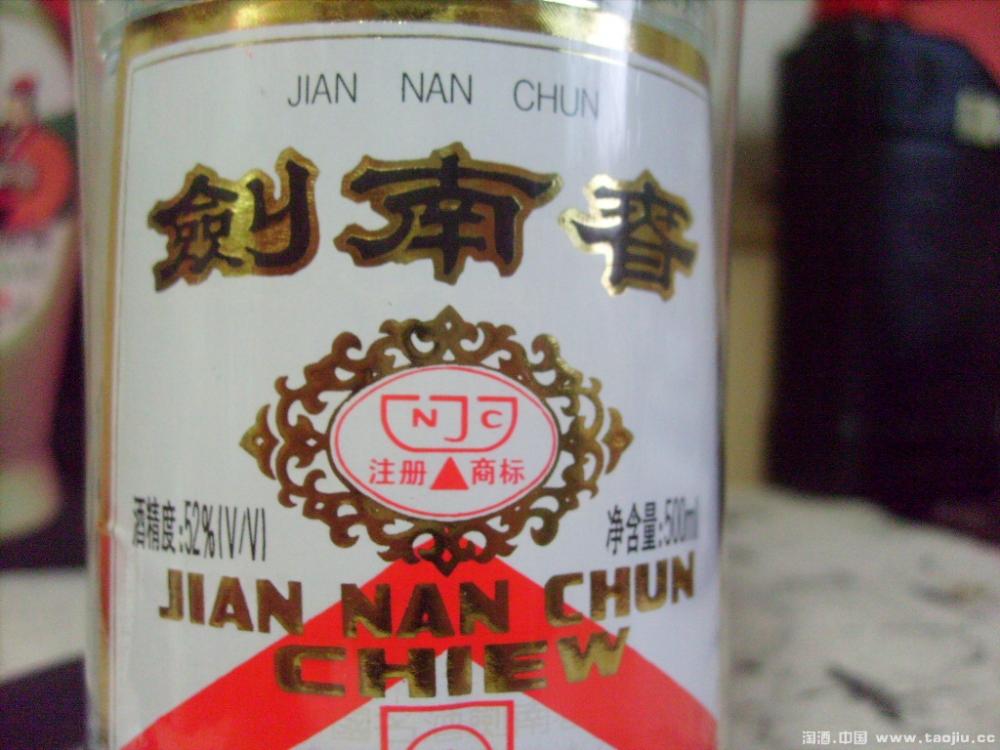 JIAN NAN CHUN
劍南春
NJC
注册▲商标
酒精度:52%(V/V)
净含量:500ml
JIAN NAN CHUN
CHIEW
淘酒.中国 www.taojiu.cc